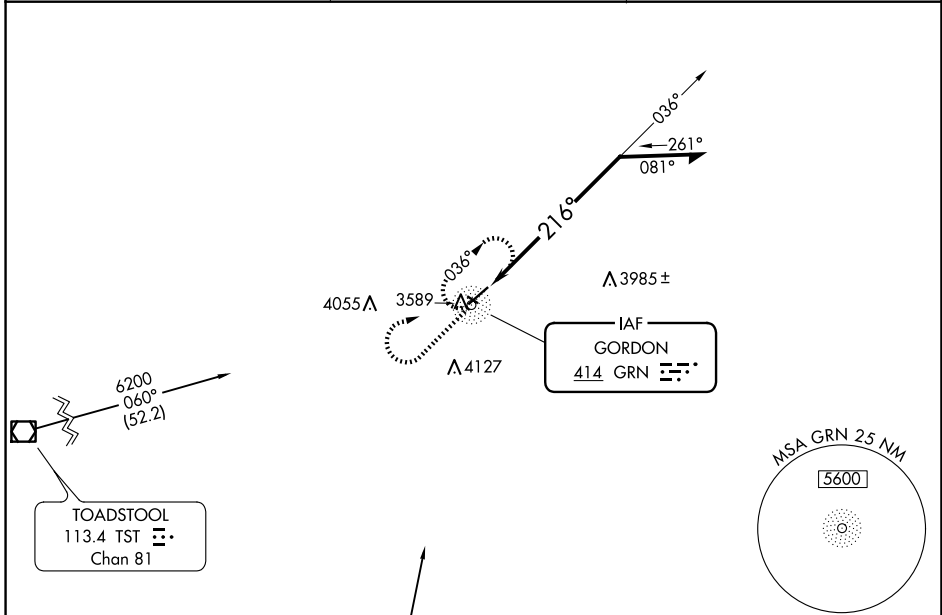 036°
261°
081°
216°
036°
3985±
4055
3589
IAF
GORDON
414 GRN
4127
6200
060°
(52.2)
TOADSTOOL
113.4 TST
Chan 81
MSA GRN 25 NM
5600